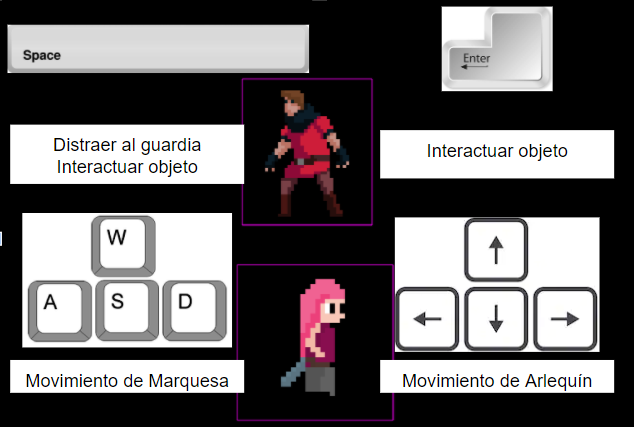 Space
Enter
Distraer al guardia
Interactuar objeto
Interactuar objeto
W
A S D
Movimiento de Marquesa
Movimiento de Arlequín